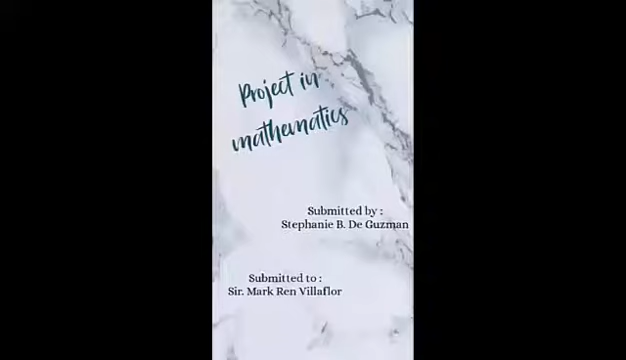 Project in
mathematics
Submitted by :
Stephanie B. De Guzman
Submitted to :
Sir. Mark Ren Villaflor